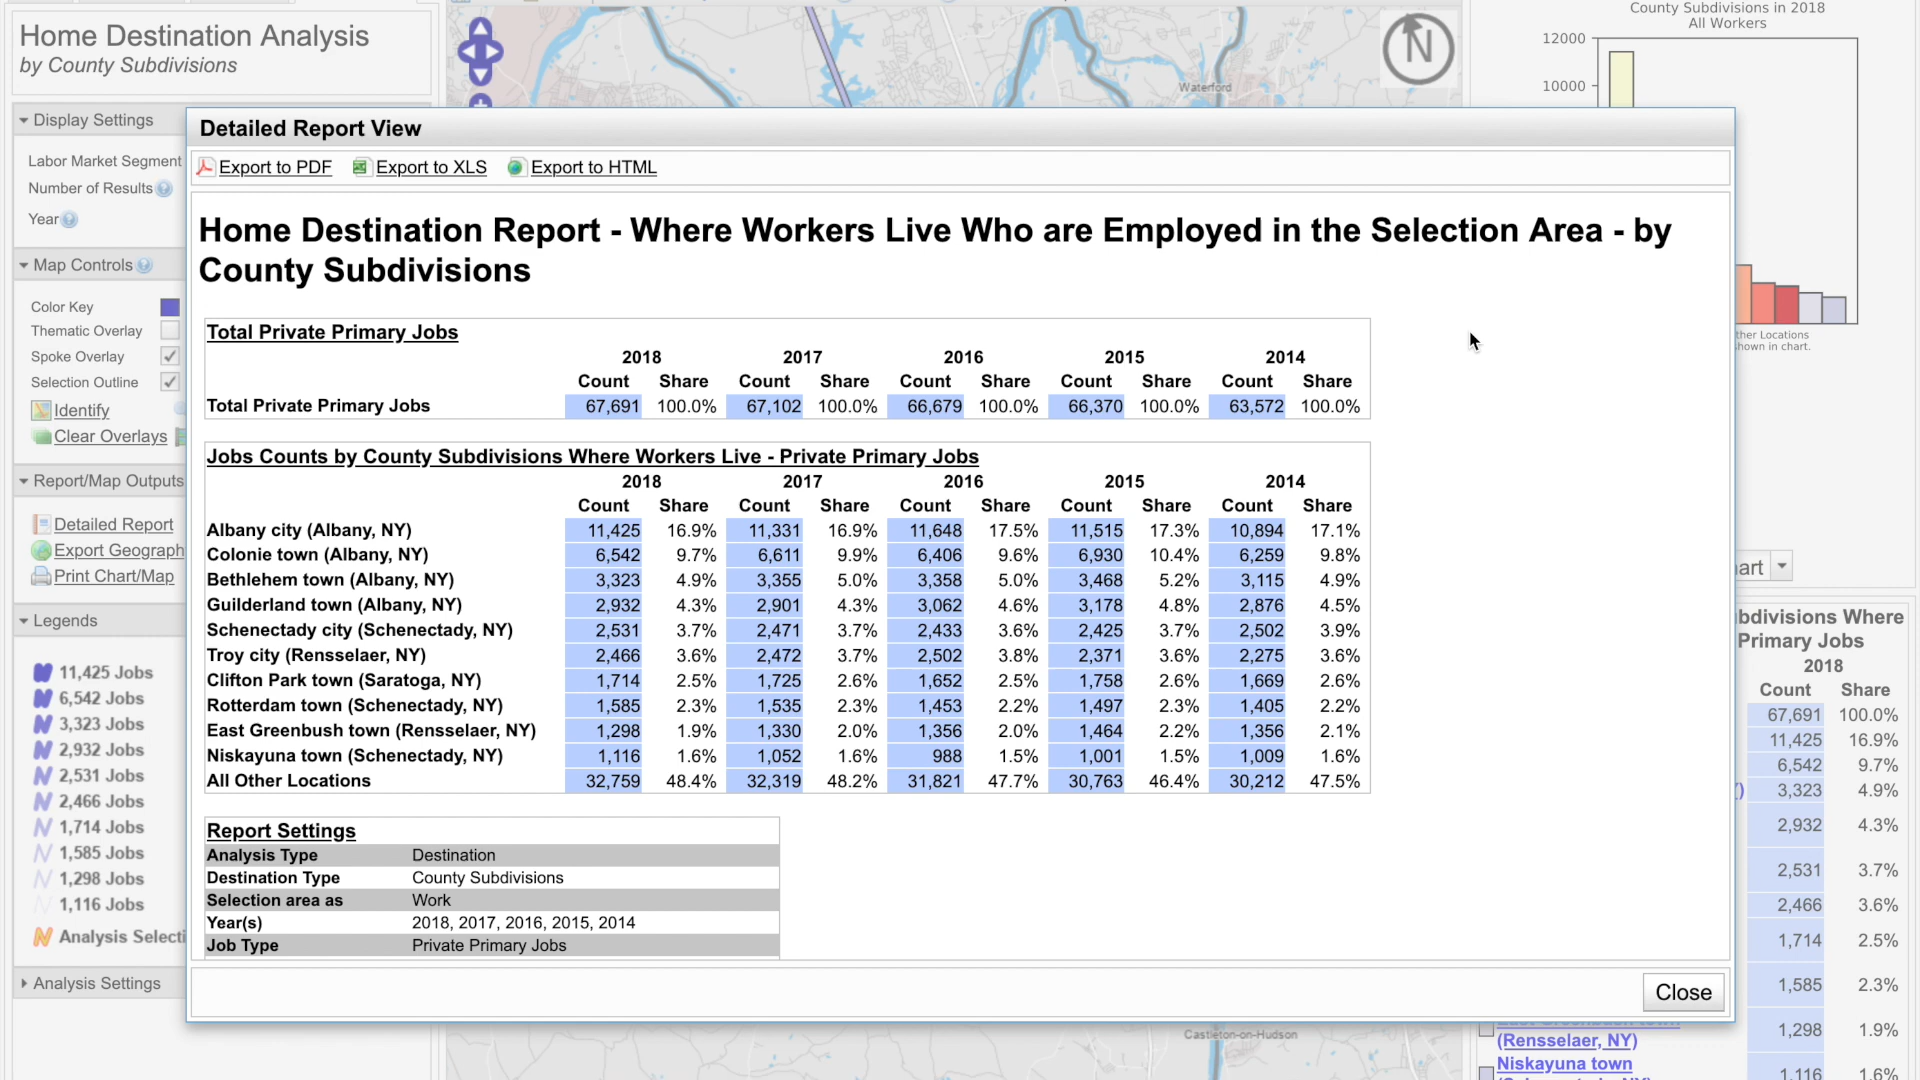 Home Destination Analysis
by County Subdivisions
Display Settings
Labor Market Segment
Number of Results
Year
Map Controls
Color Key
Thematic Overlay
Spoke Overlay
Selection Outline
Identify
Clear Overlays
Report/Map Outputs
Detailed Report
Export Geograph
Print Chart/Map
Legends
11,425 Jobs
6,542 Jobs
3,323 Jobs
2,932 Jobs
2,531 Jobs
2,466 Jobs
1,714 Jobs
1,585 Jobs
1,298 Jobs
1,116 Jobs
Analysis Selecti
Analysis Settings
N
Waterford
Detailed Report View
Export to PDF Export to XLS Export to HTML
Home Destination Report - Where Workers Live Who are Employed in the Selection Area - by
County Subdivisions
Total Private Primary Jobs
2018 2017 2016 2015 2014
Count Share Count Share Count Share Count Share Count Share
Total Private Primary Jobs 67,691 100.0% 67,102 100.0% 66,679 100.0% 66,370 100.0% 63,572 100.0%
Jobs Counts by County Subdivisions Where Workers Live - Private Primary Jobs
2018 2017 2016 2015 2014
Count Share Count Share Count Share Count Share Count Share
Albany city (Albany, NY) 11,425 16.9% 11,331 16.9% 11,648 17.5% 11,515 17.3% 10,894 17.1%
Colonie town (Albany, NY) 6,542 9.7% 6,611 9.9% 6,406 9.6% 6,930 10.4% 6,259 9.8%
Bethlehem town (Albany, NY) 3,323 4.9% 3,355 5.0% 3,358 5.0% 3,468 5.2% 3,115 4.9%
Guilderland town (Albany, NY) 2,932 4.3% 2,901 4.3% 3,062 4.6% 3,178 4.8% 2,876 4.5%
Schenectady city (Schenectady, NY) 2,531 3.7% 2,471 3.7% 2,433 3.6% 2,425 3.7% 2,502 3.9%
Troy city (Rensselaer, NY) 2,466 3.6% 2,472 3.7% 2,502 3.8% 2,371 3.6% 2,275 3.6%
Clifton Park town (Saratoga, NY) 1,714 2.5% 1,725 2.6% 1,652 2.5% 1,758 2.6% 1,669 2.6%
Rotterdam town (Schenectady, NY) 1,585 2.3% 1,535 2.3% 1,453 2.2% 1,497 2.3% 1,405 2.2%
East Greenbush town (Rensselaer, NY) 1,298 1.9% 1,330 2.0% 1,356 2.0% 1,464 2.2% 1,356 2.1%
Niskayuna town (Schenectady, NY) 1,116 1.6% 1,052 1.6% 988 1.5% 1,001 1.5% 1,009 1.6%
All Other Locations 32,759 48.4% 32,319 48.2% 31,821 47.7% 30,763 46.4% 30,212 47.5%
Report Settings
Analysis Type Destination
Destination Type County Subdivisions
Selection area as Work
Year(s) 2018, 2017, 2016, 2015, 2014
Job Type Private Primary Jobs
Close
Castleton-on-Hudson
County Subdivisions in 2018
All Workers
12000
10000
ther Locations
hown in chart.
art
bdivisions Where
Primary Jobs
2018
Count Share
67,691 100.0%
11,425 16.9%
6,542 9.7%
3,323 4.9%
2,932 4.3%
2,531 3.7%
2,466 3.6%
1,714 2.5%
1,585 2.3%
1,298 1.9%
(Rensselaer, NY)
Niskayuna town
1,116 1.6%